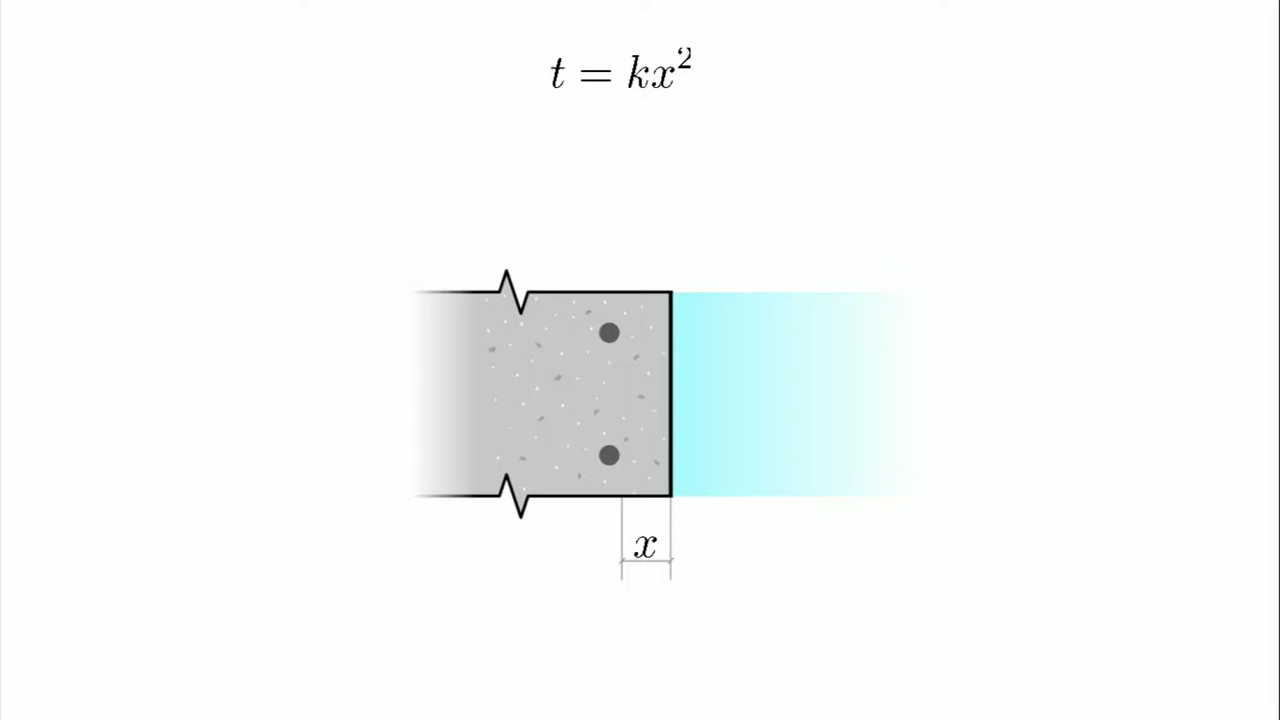 t = kx²
x